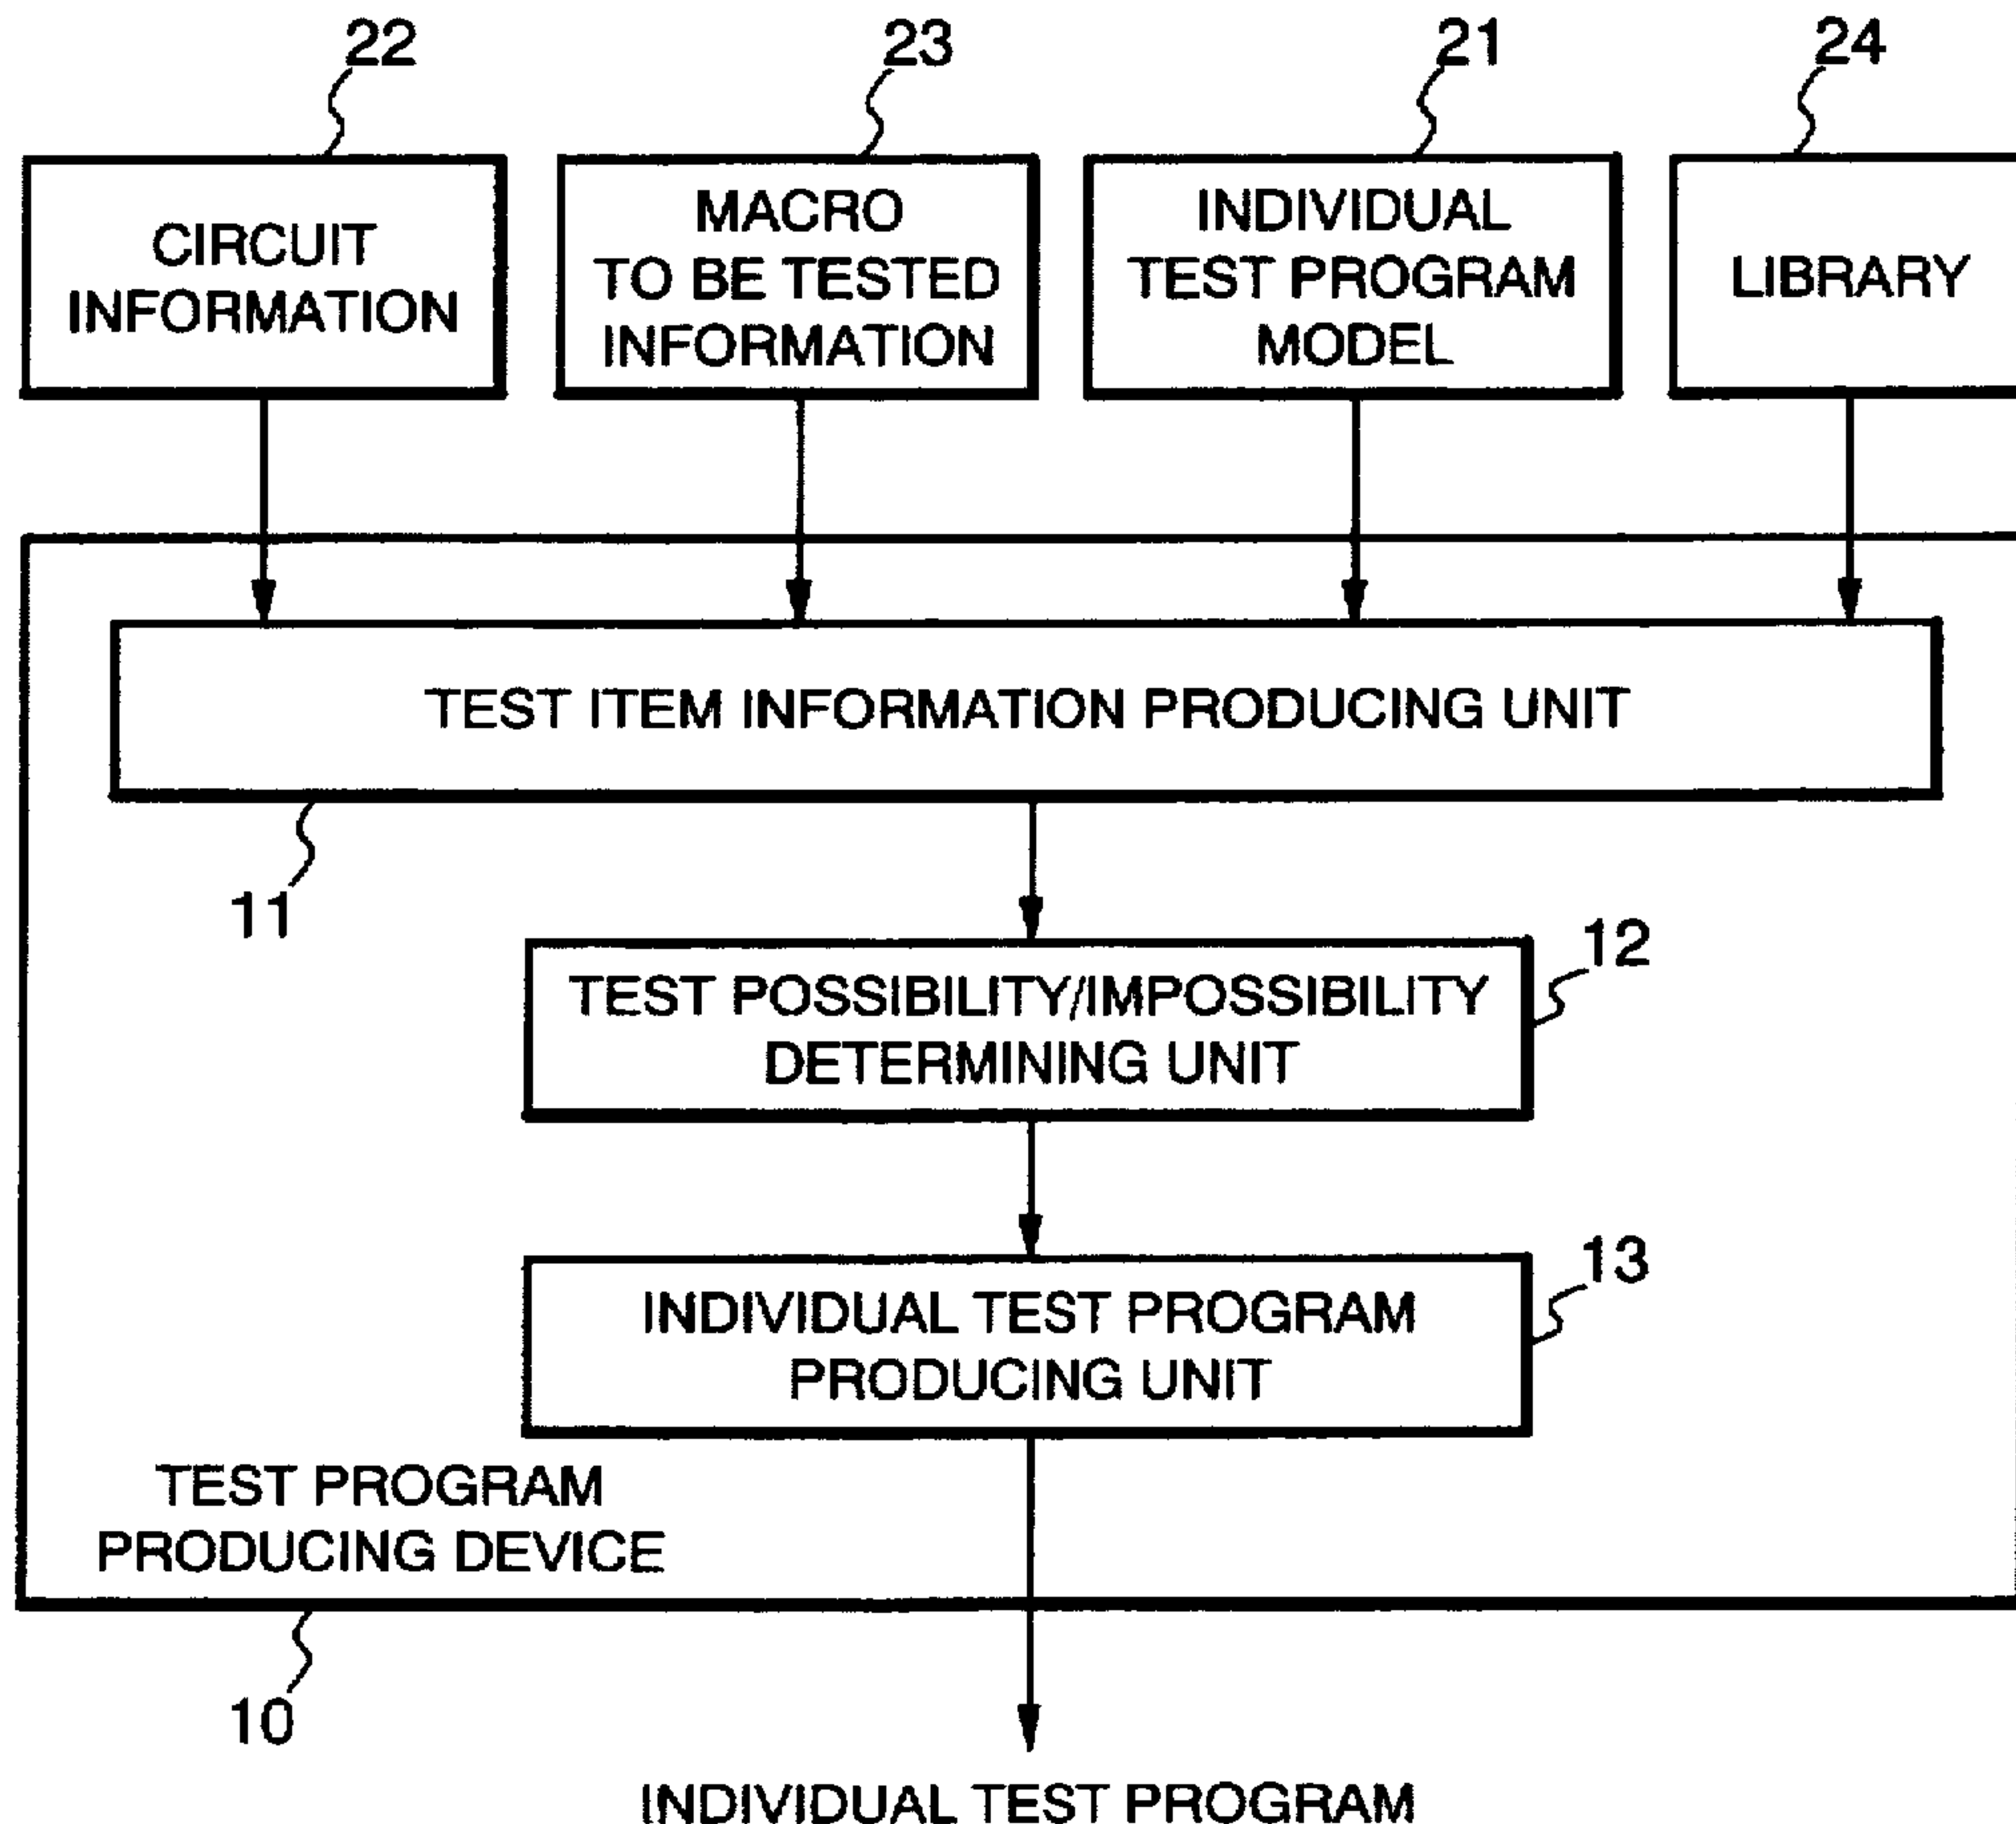 22
23
21
24
CIRCUIT
INFORMATION
MACRO
TO BE TESTED
INFORMATION
INDIVIDUAL
TEST PROGRAM
MODEL
LIBRARY
TEST ITEM INFORMATION PRODUCING UNIT
11
TEST POSSIBILITY/IMPOSSIBILITY
DETERMINING UNIT
12
INDIVIDUAL TEST PROGRAM
PRODUCING UNIT
13
TEST PROGRAM
PRODUCING DEVICE
10
INDIVIDUAL TEST PROGRAM